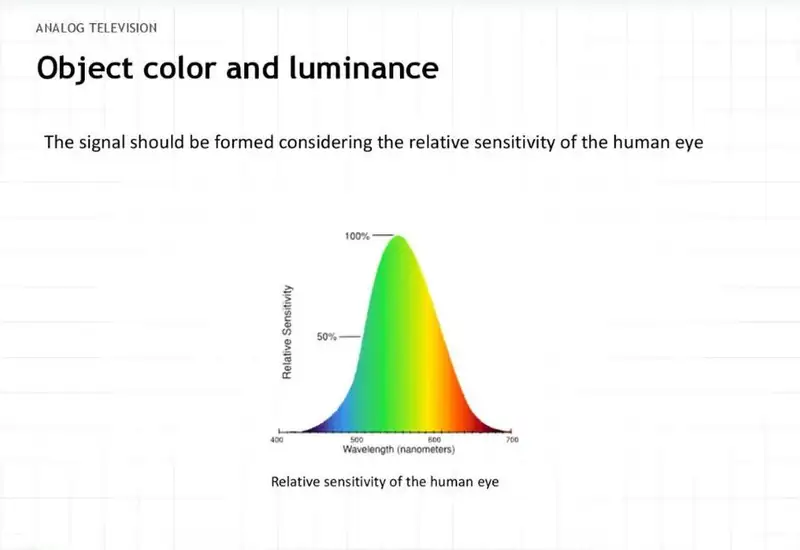 ANALOG TELEVISION
Object color and luminance
The signal should be formed considering the relative sensitivity of the human eye
100%
50%
Relative Sensitivity
400 500 600 700
Wavelength (nanometers)
Relative sensitivity of the human eye